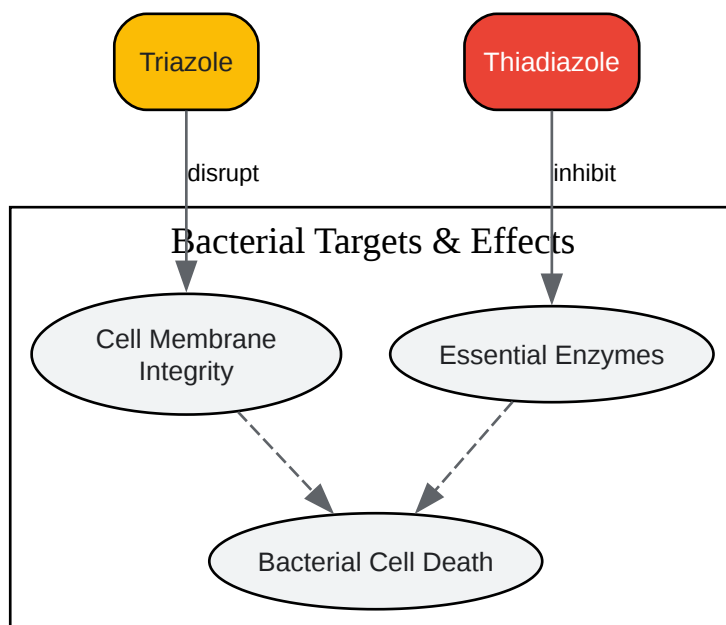 Triazole
Thiadiazole
disrupt
inhibit
Bacterial Targets & Effects
Cell Membrane
Integrity
Essential Enzymes
Bacterial Cell Death